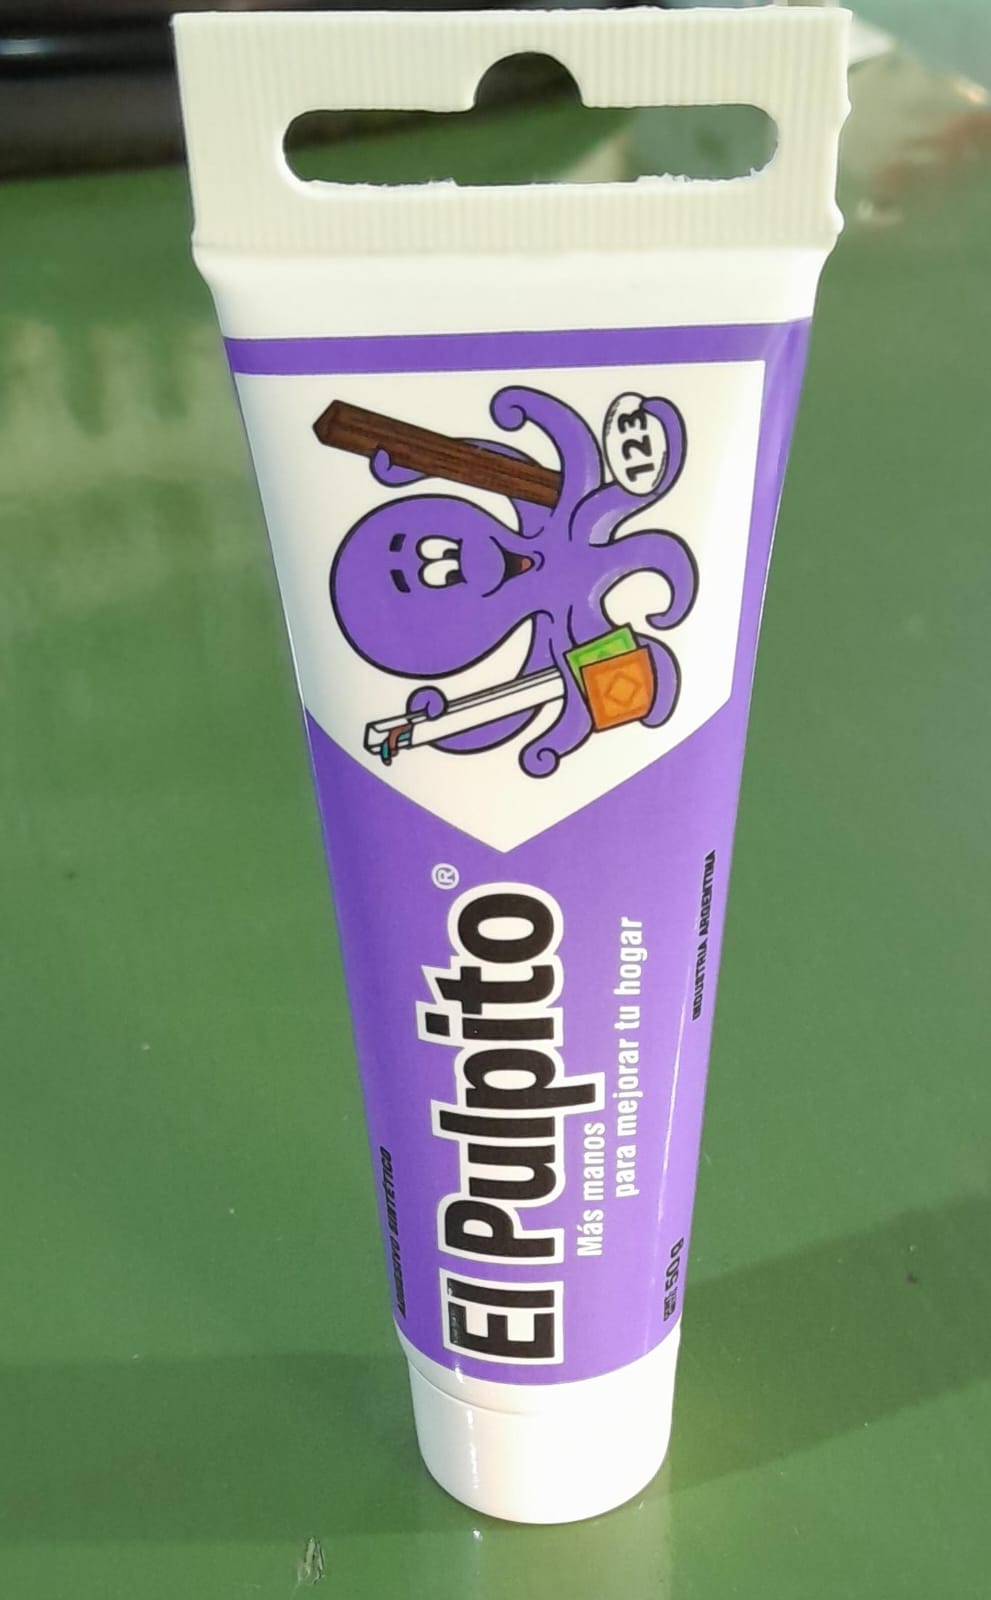 123
El Pulpito®
Más manos
para mejorar tu hogar
ADHESIVO SINTÉTICO
INDUSTRIA ARGENTINA
50 g